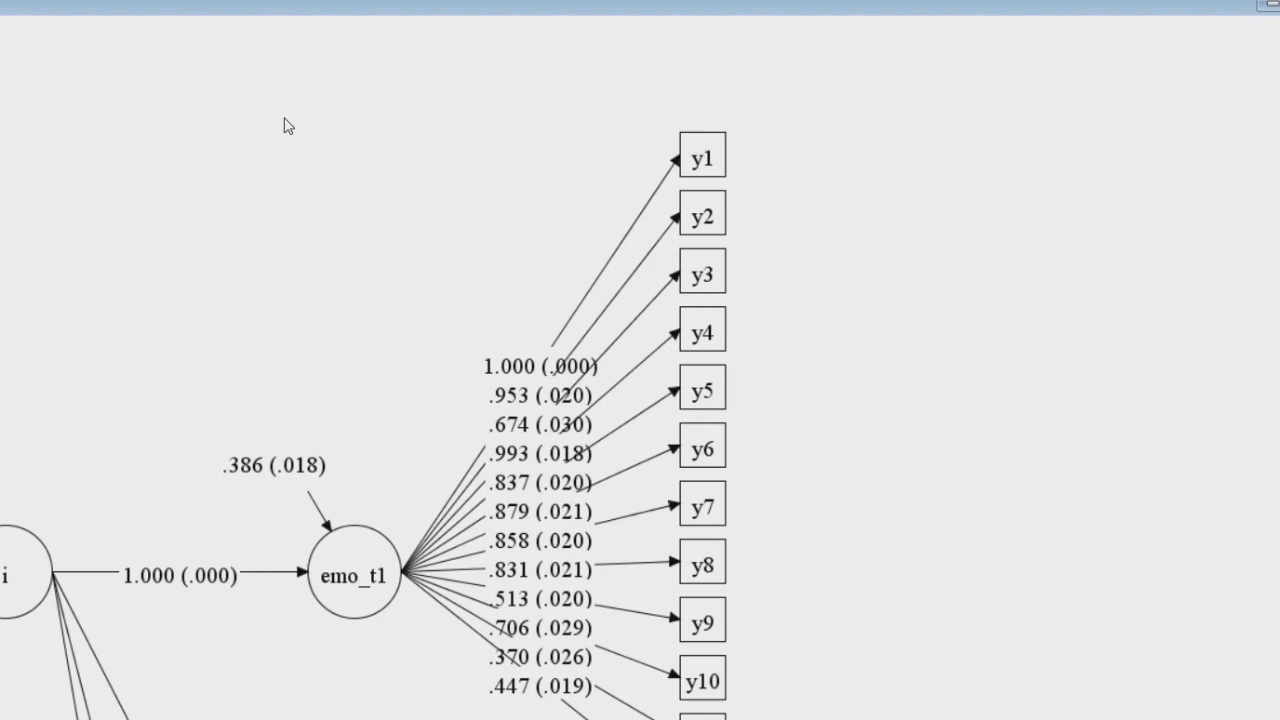 y1
y2
y3
y4
1.000 (.000)
.953 (.020)
y5
.674 (.030)
.993 (.018)
y6
.386 (.018)
.837 (.020)
.879 (.021)
y7
.858 (.020)
y8
i
1.000 (.000)
emo_t1
.831 (.021)
.513 (.020)
y9
.706 (.029)
.370 (.026)
y10
.447 (.019)